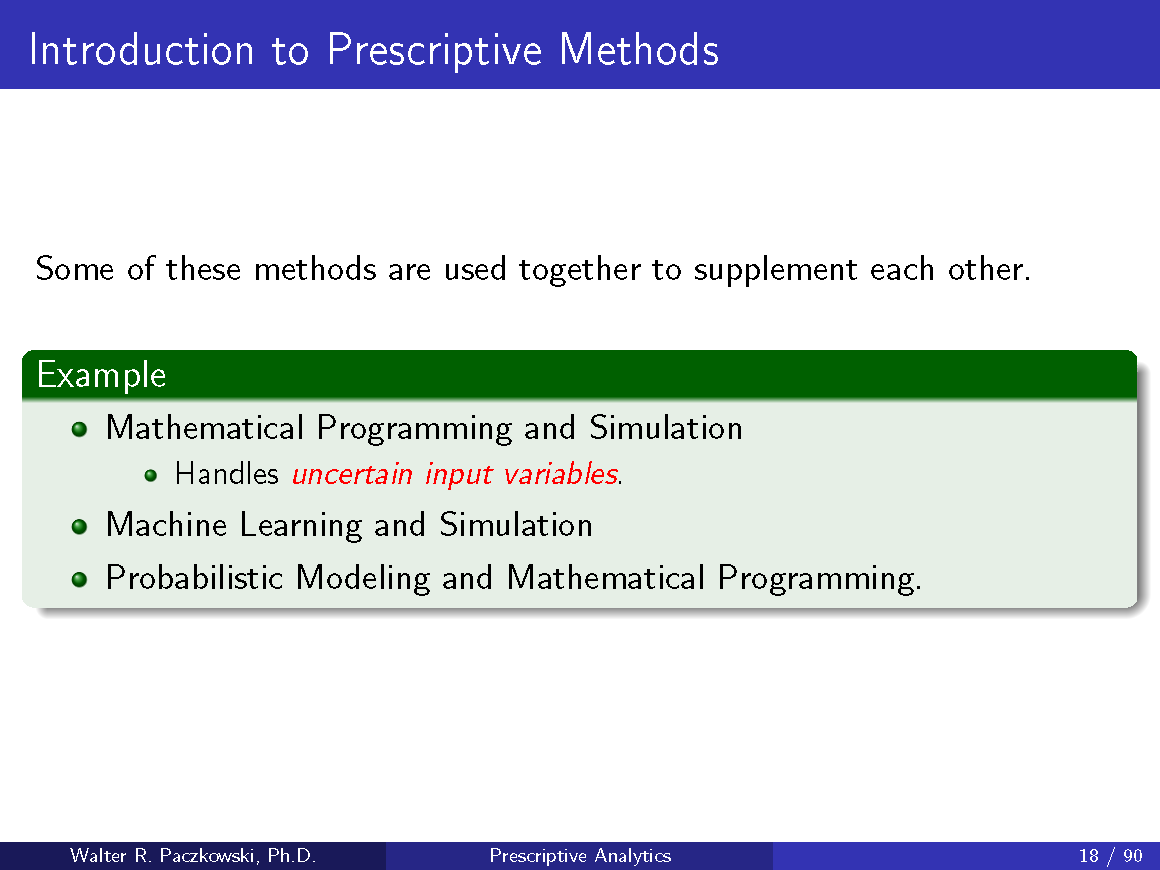 Introduction to Prescriptive Methods
Some of these methods are used together to supplement each other.
Example
Mathematical Programming and Simulation
Handles uncertain input variables.
Machine Learning and Simulation
Probabilistic Modeling and Mathematical Programming.
Walter R. Paczkowski, Ph.D.
Prescriptive Analytics
18 / 90